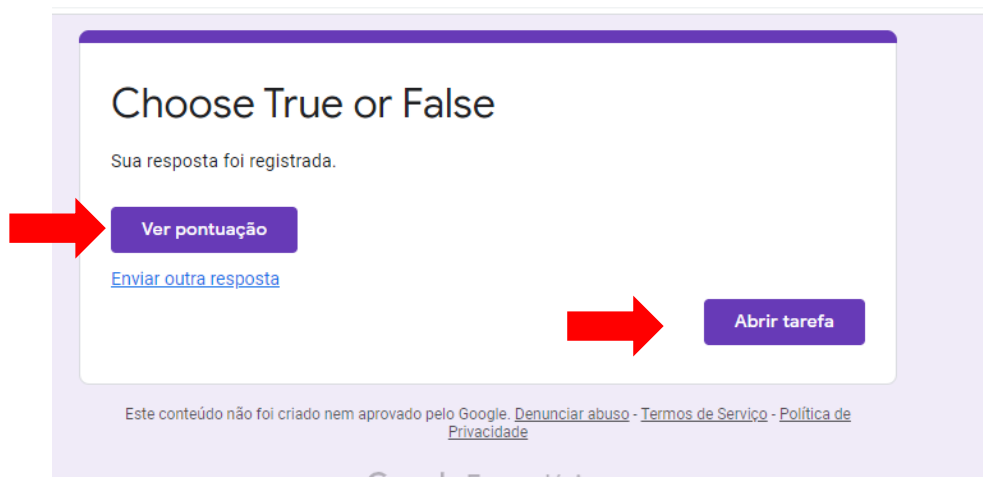 Choose True or False
Sua resposta foi registrada.
Ver pontuação
Enviar outra resposta
Abrir tarefa
Este conteúdo não foi criado nem aprovado pelo Google. Denunciar abuso - Termos de Serviço - Política de
Privacidade